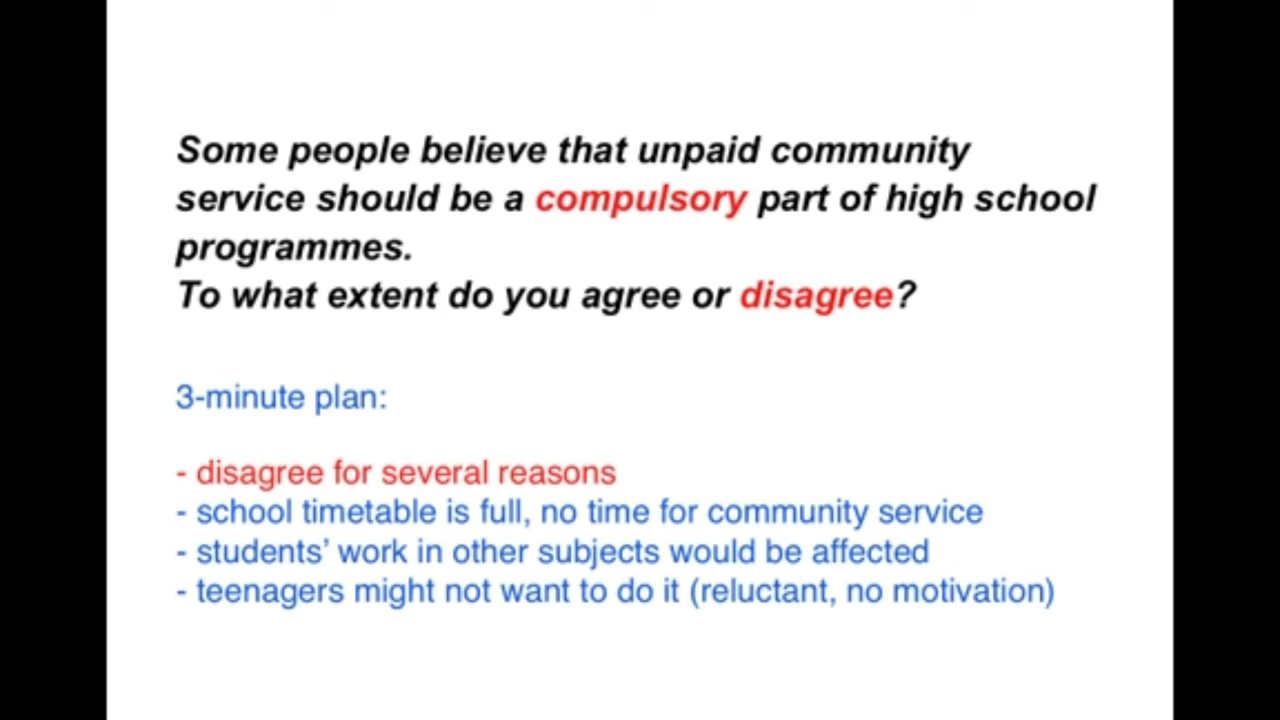 Some people believe that unpaid community
service should be a compulsory part of high school
programmes.
To what extent do you agree or disagree?
3-minute plan:
- disagree for several reasons
- school timetable is full, no time for community service
- students’ work in other subjects would be affected
- teenagers might not want to do it (reluctant, no motivation)